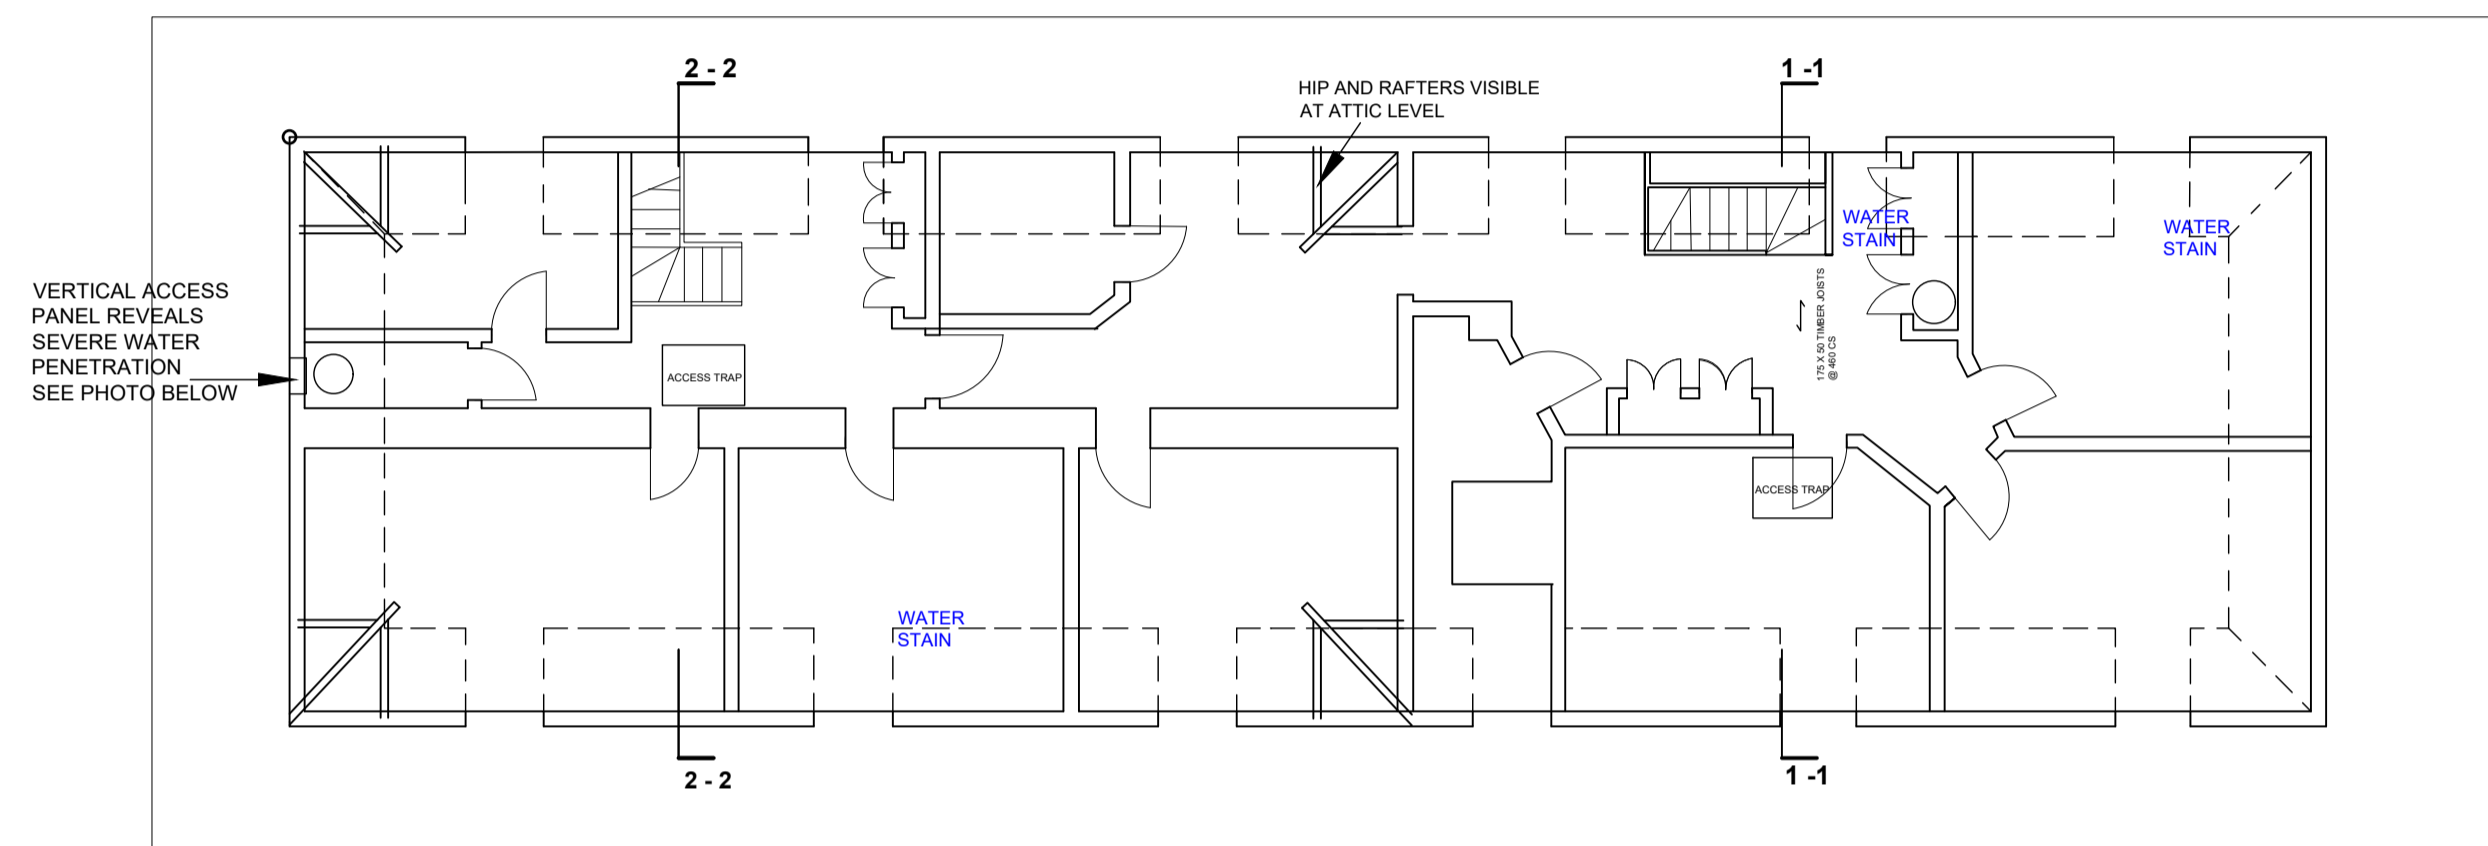 2 - 2
1 -1
HIP AND RAFTERS VISIBLE
AT ATTIC LEVEL
WATER
STAIN
WATER
STAIN
VERTICAL ACCESS
PANEL REVEALS
SEVERE WATER
PENETRATION
SEE PHOTO BELOW
175 X 50 TIMBER JOISTS
@ 460 CS
ACCESS TRAP
ACCESS TRAP
WATER
STAIN
2 - 2
1 -1